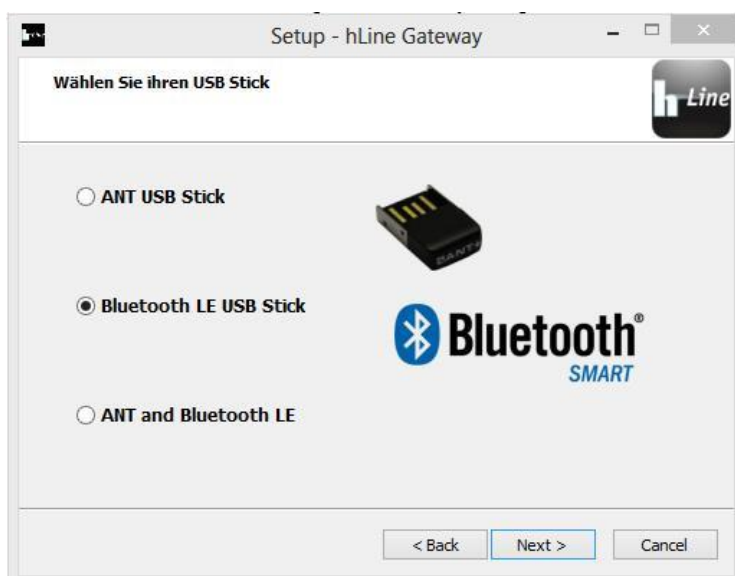 Setup - hLine Gateway
Wählen Sie ihren USB Stick
h Line
ANT USB Stick
ANT+
Bluetooth LE USB Stick
Bluetooth®
SMART
ANT and Bluetooth LE
< Back
Next >
Cancel